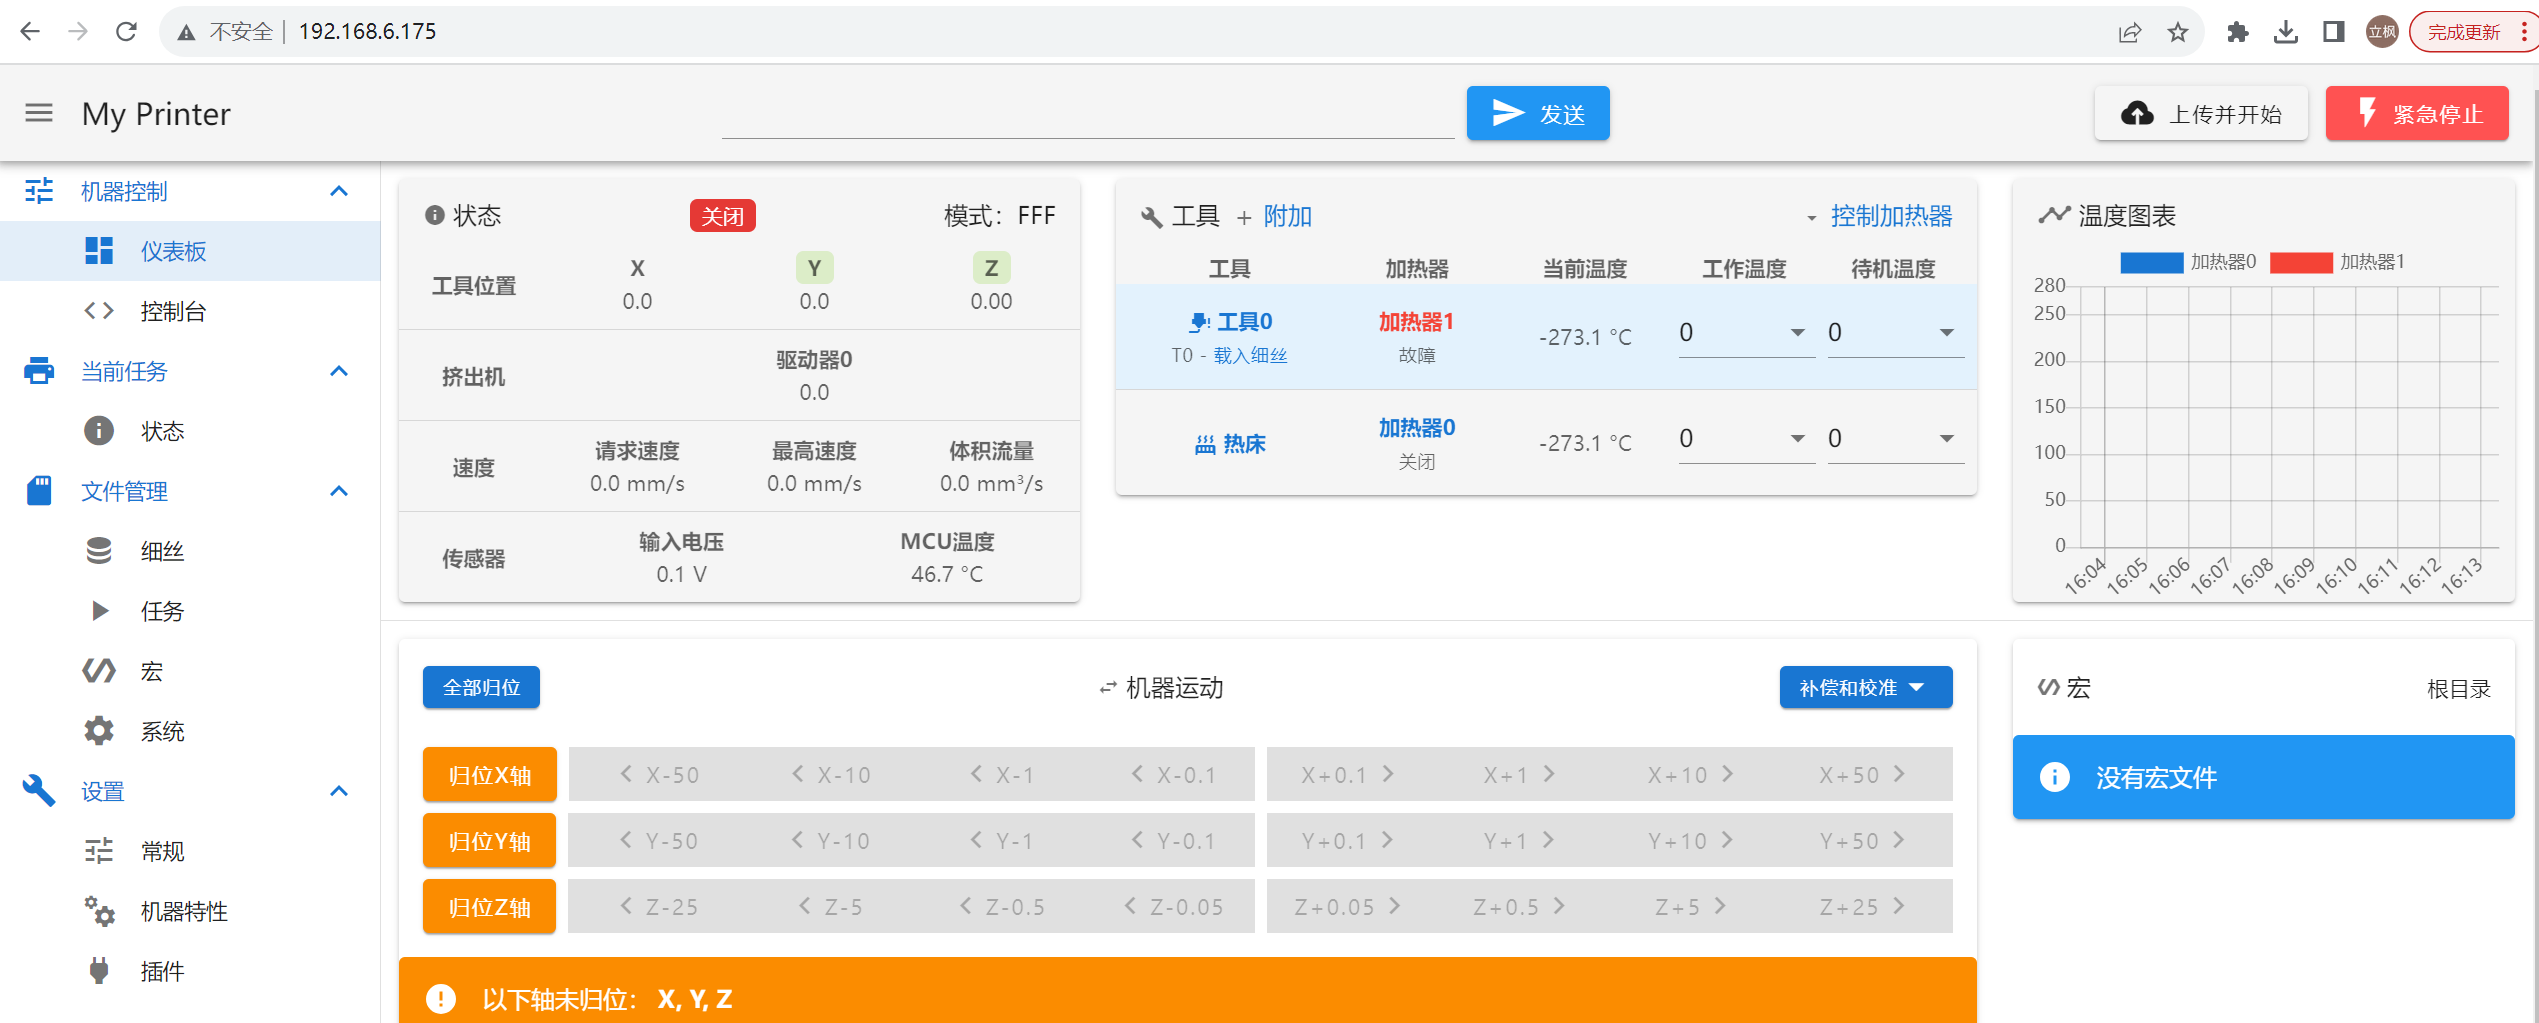 不安全 192.168.6.175 立枫 完成更新
My Printer 发送 上传并开始 紧急停止
机器控制
仪表板
控制台
当前任务
状态
文件管理
细丝
任务
宏
系统
设置
常规
机器特性
插件
状态 关闭 模式：FFF
工具位置 X Y Z
0.0 0.0 0.00
挤出机 驱动器0
0.0
速度 请求速度 最高速度 体积流量
0.0 mm/s 0.0 mm/s 0.0 mm³/s
传感器 输入电压 MCU温度
0.1 V 46.7 °C
工具 + 附加 控制加热器
工具 加热器 当前温度 工作温度 待机温度
工具0 加热器1 -273.1 °C 0 0
T0 - 载入细丝 故障
热床 加热器0 -273.1 °C 0 0
关闭
温度图表
加热器0 加热器1
280
250
200
150
100
50
0
16:04 16:05 16:06 16:07 16:08 16:09 16:10 16:11 16:12 16:13
全部归位 机器运动 补偿和校准
归位X轴 X-50 X-10 X-1 X-0.1 X+0.1 X+1 X+10 X+50
归位Y轴 Y-50 Y-10 Y-1 Y-0.1 Y+0.1 Y+1 Y+10 Y+50
归位Z轴 Z-25 Z-5 Z-0.5 Z-0.05 Z+0.05 Z+0.5 Z+5 Z+25
以下轴未归位： X, Y, Z
宏 根目录
没有宏文件